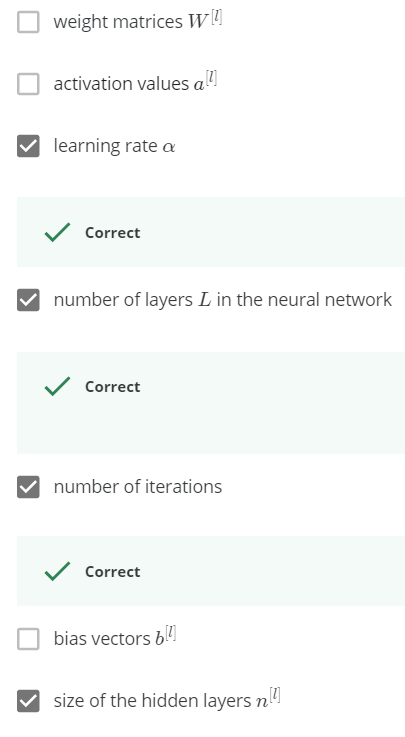 weight matrices W^[l]
activation values a^[l]
learning rate α
Correct
number of layers L in the neural network
Correct
number of iterations
Correct
bias vectors b^[l]
size of the hidden layers n^[l]